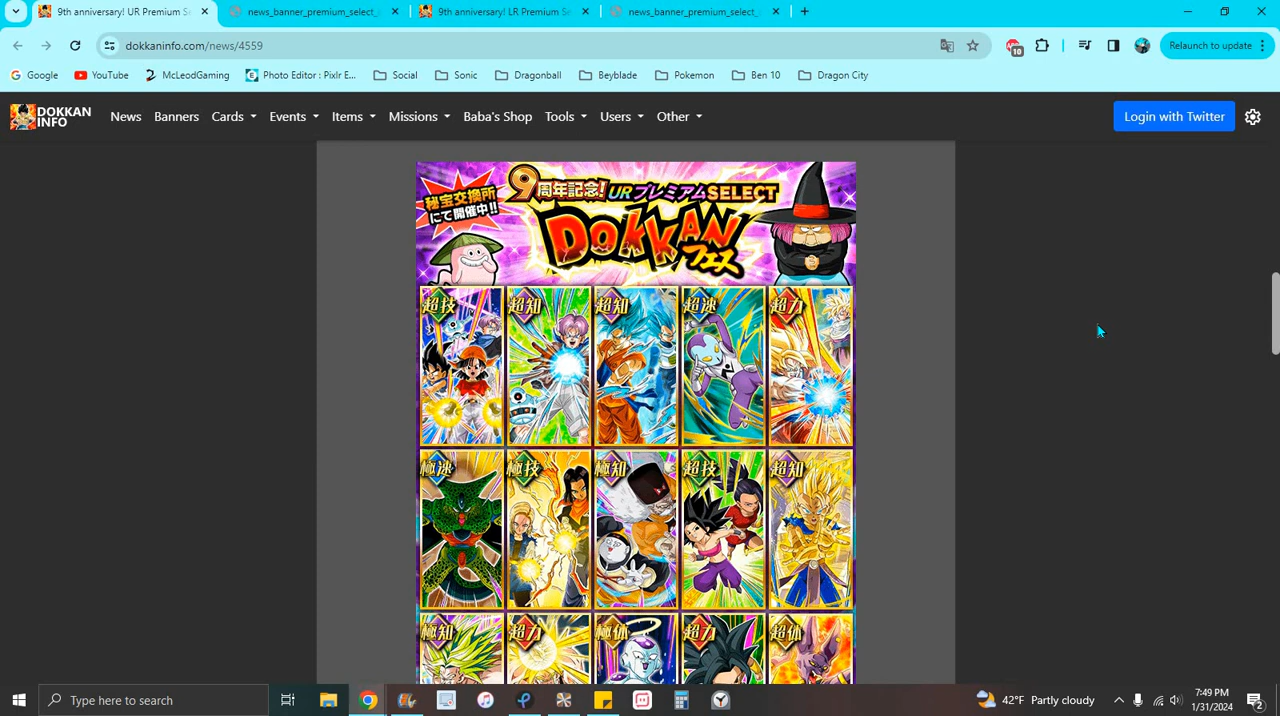 9th anniversary! UR Premium S
news_banner_premium_select_
9th anniversary! LR Premium Se
news_banner_premium_select_
dokkaninfo.com/news/4559
10
Relaunch to update
Google
YouTube
McLeodGaming
Photo Editor : Pixlr E...
Social
Sonic
Dragonball
Beyblade
Pokemon
Ben 10
Dragon City
DOKKAN
INFO
News
Banners
Cards
Events
Items
Missions
Baba's Shop
Tools
Users
Other
Login with Twitter
秘宝交換所
にて開催中!!
9周年記念! URプレミアムSELECT
DOKKAN
フェス
超技
超知
超知
超速
超力
極速
極技
極知
超技
超知
極知
超力
極体
超力
超体
Type here to search
42°F Partly cloudy
7:49 PM
1/31/2024
2